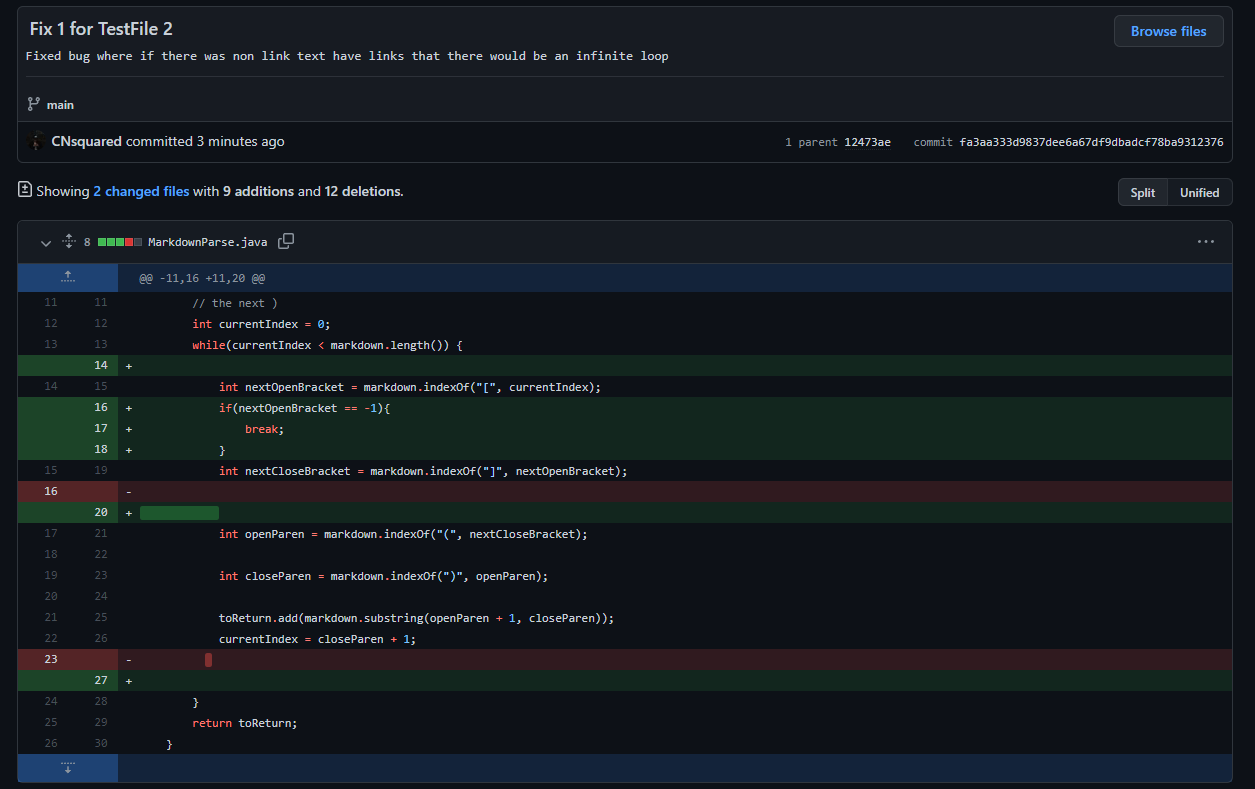 Fix 1 for TestFile 2
Browse files
Fixed bug where if there was non link text have links that there would be an infinite loop
main
CNsquared committed 3 minutes ago 1 parent 12473ae commit fa3aa333d9837dee6a67df9dbadcf78ba9312376
Showing 2 changed files with 9 additions and 12 deletions.
Split Unified
8 MarkdownParse.java
@@ -11,16 +11,20 @@
11 11 // the next )
12 12 int currentIndex = 0;
13 13 while(currentIndex < markdown.length()) {
14 +
14 15 int nextOpenBracket = markdown.indexOf("[", currentIndex);
16 + if(nextOpenBracket == -1){
17 + break;
18 + }
15 19 int nextCloseBracket = markdown.indexOf("]", nextOpenBracket);
16 -
20 +
17 21 int openParen = markdown.indexOf("(", nextCloseBracket);
18 22
19 23 int closeParen = markdown.indexOf(")", openParen);
20 24
21 25 toReturn.add(markdown.substring(openParen + 1, closeParen));
22 26 currentIndex = closeParen + 1;
23 -
27 +
24 28 }
25 29 return toReturn;
26 30 }